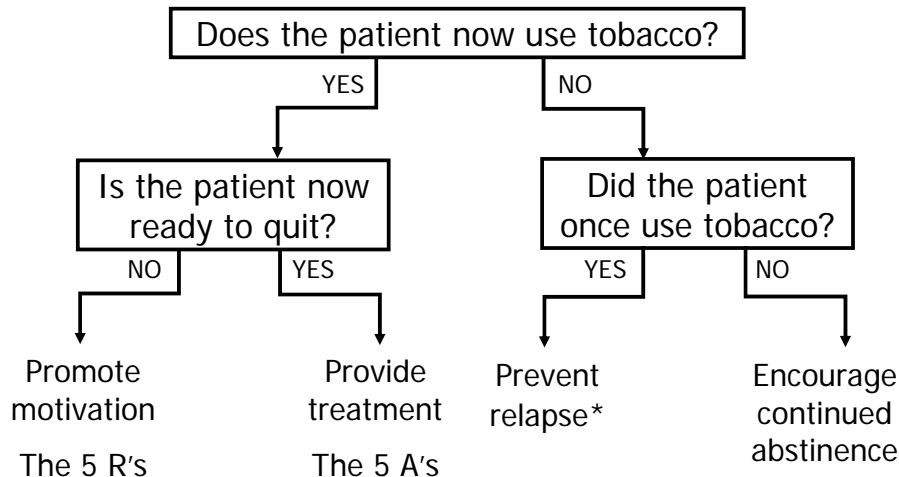 Does the patient now use tobacco?
YES
NO
Is the patient now
ready to quit?
Did the patient
once use tobacco?
NO
YES
YES
NO
Promote
motivation
The 5 R's
Provide
treatment
The 5 A's
Prevent
relapse*
Encourage
continued
abstinence